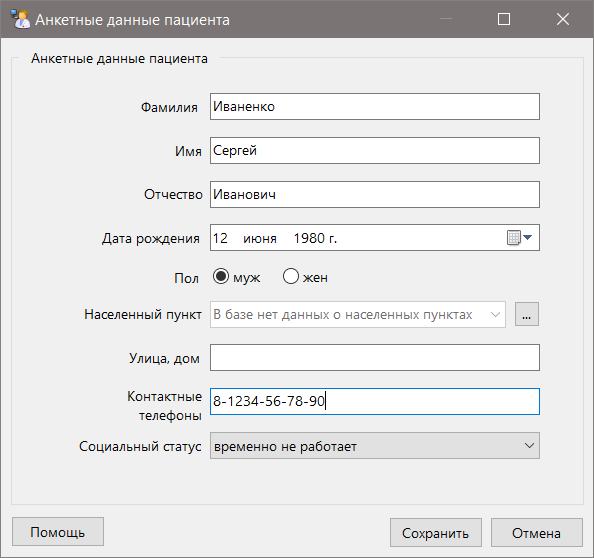 Анкетные данные пациента
Анкетные данные пациента
Фамилия Иваненко
Имя Сергей
Отчество Иванович
Дата рождения 12 июня 1980 г.
Пол муж жен
Населенный пункт В базе нет данных о населенных пунктах ...
Улица, дом
Контактные
телефоны 8-1234-56-78-90
Социальный статус временно не работает
Помощь Сохранить Отмена